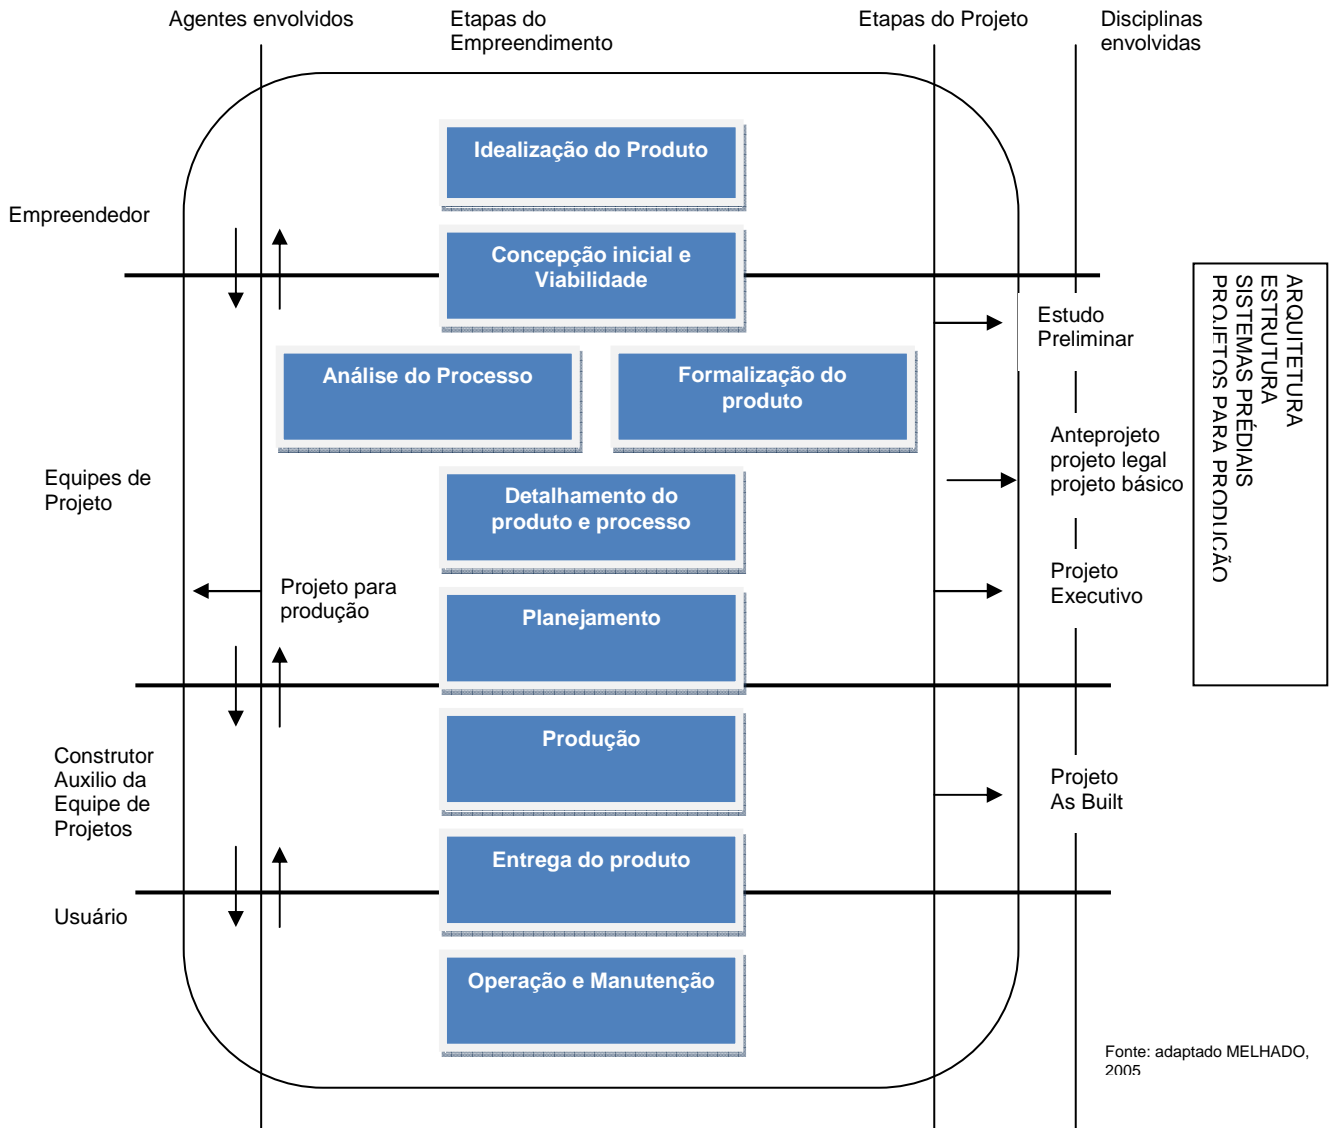 Agentes envolvidos
Etapas do
Empreendimento
Etapas do Projeto
Disciplinas
envolvidas
Idealização do Produto
Empreendedor
Concepção inicial e
Viabilidade
Estudo
Preliminar
ARQUITETURA
ESTRUTURA
SISTEMAS PRÉDIAIS
PROJETOS PARA PRODUÇÃO
Análise do Processo
Formalização do
produto
Anteprojeto
projeto legal
projeto básico
Equipes de
Projeto
Detalhamento do
produto e processo
Projeto para
produção
Projeto
Executivo
Planejamento
Produção
Construtor
Auxilio da
Equipe de
Projetos
Projeto
As Built
Entrega do produto
Usuário
Operação e Manutenção
Fonte: adaptado MELHADO,
2005